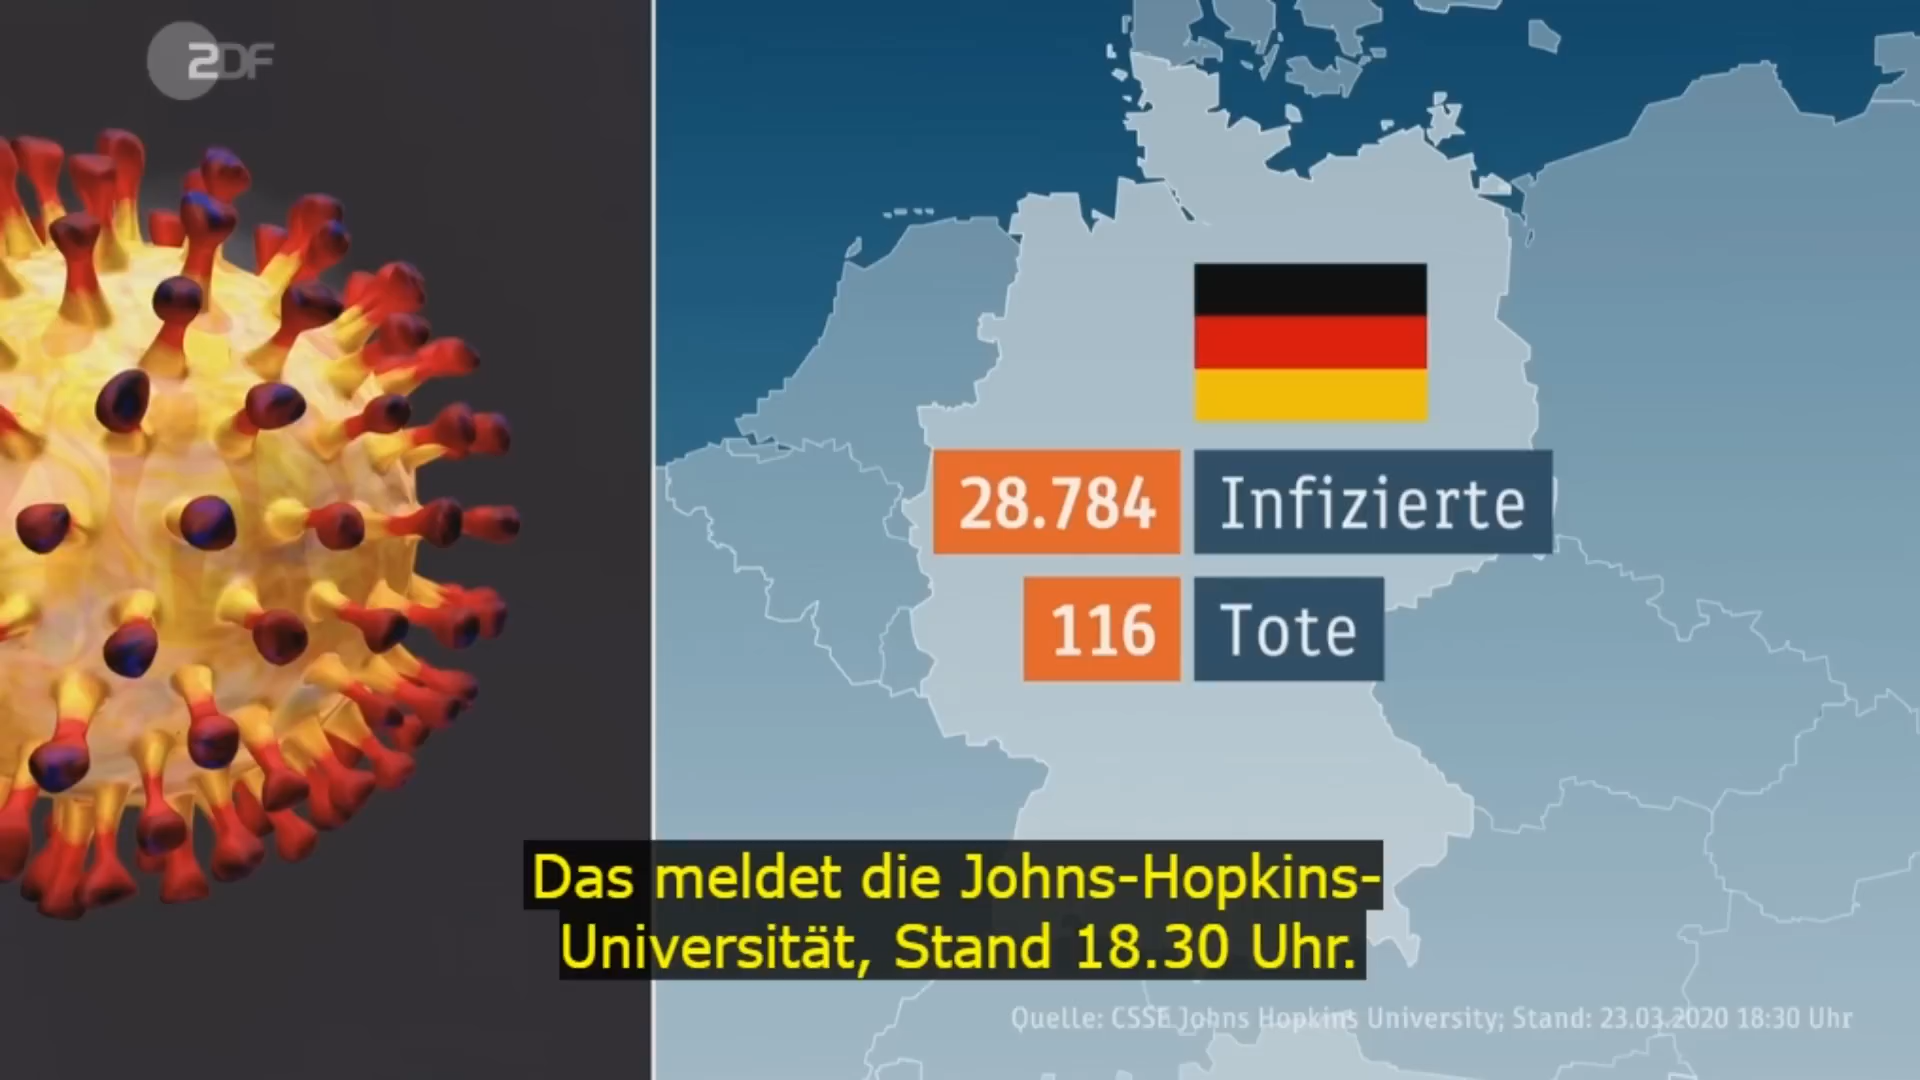 ZDF
28.784 Infizierte
116 Tote
Das meldet die Johns-Hopkins-
Universität, Stand 18.30 Uhr.
Quelle: CSSE Johns Hopkins University; Stand: 23.03.2020 18:30 Uhr